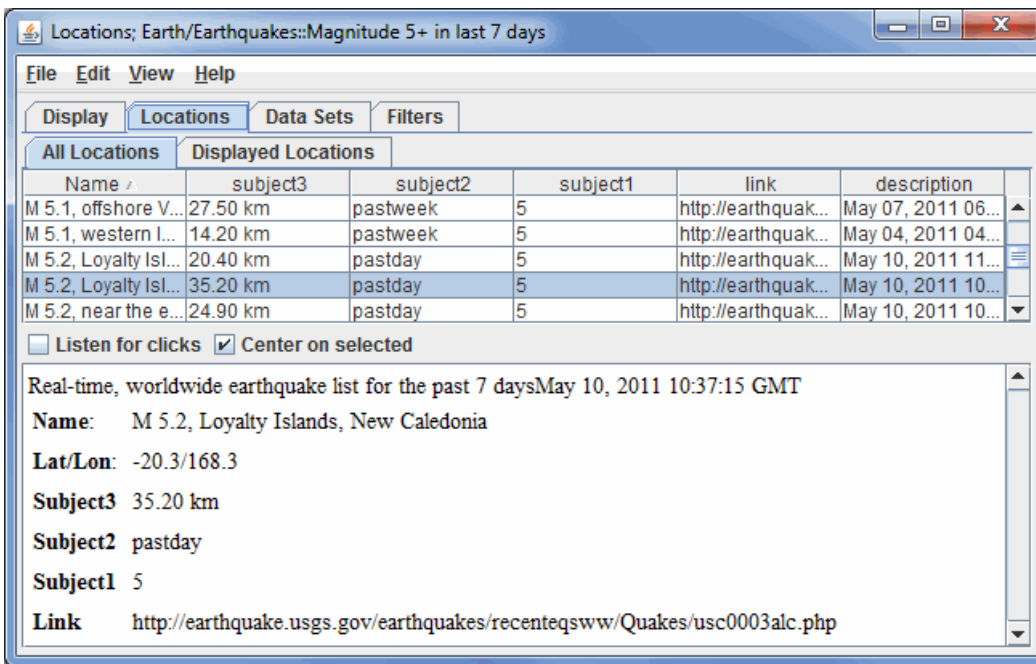 Locations; Earth/Earthquakes::Magnitude 5+ in last 7 days
File Edit View Help
Display Locations Data Sets Filters
All Locations Displayed Locations
Name subject3 subject2 subject1 link description
M 5.1, offshore V... 27.50 km pastweek 5 http://earthquak... May 07, 2011 06...
M 5.1, western I... 14.20 km pastweek 5 http://earthquak... May 04, 2011 04...
M 5.2, Loyalty Isl... 20.40 km pastday 5 http://earthquak... May 10, 2011 11...
M 5.2, Loyalty Isl... 35.20 km pastday 5 http://earthquak... May 10, 2011 10...
M 5.2, near the e... 24.90 km pastday 5 http://earthquak... May 10, 2011 10...
Listen for clicks Center on selected
Real-time, worldwide earthquake list for the past 7 daysMay 10, 2011 10:37:15 GMT
Name: M 5.2, Loyalty Islands, New Caledonia
Lat/Lon: -20.3/168.3
Subject3 35.20 km
Subject2 pastday
Subject1 5
Link http://earthquake.usgs.gov/earthquakes/recenteqsww/Quakes/usc0003alc.php